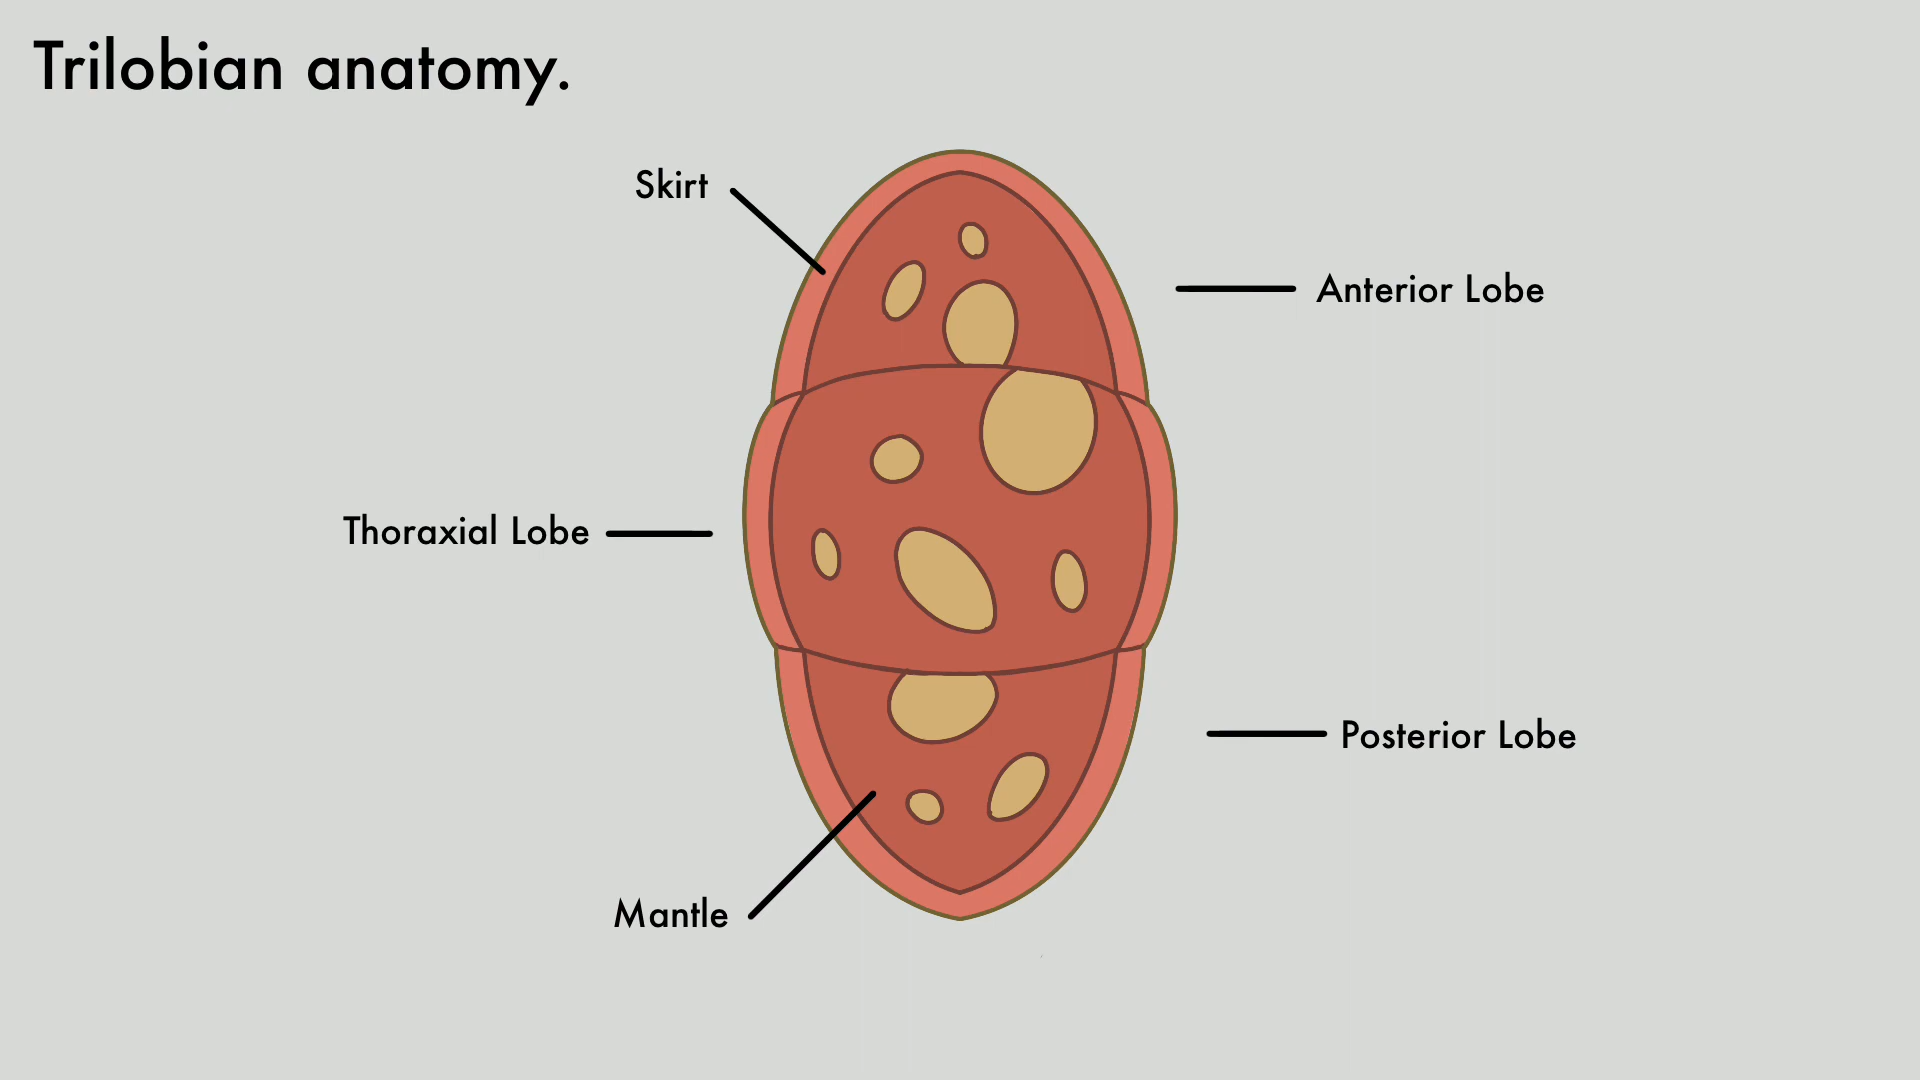 Trilobian anatomy.
Skirt
Anterior Lobe
Thoraxial Lobe
Posterior Lobe
Mantle